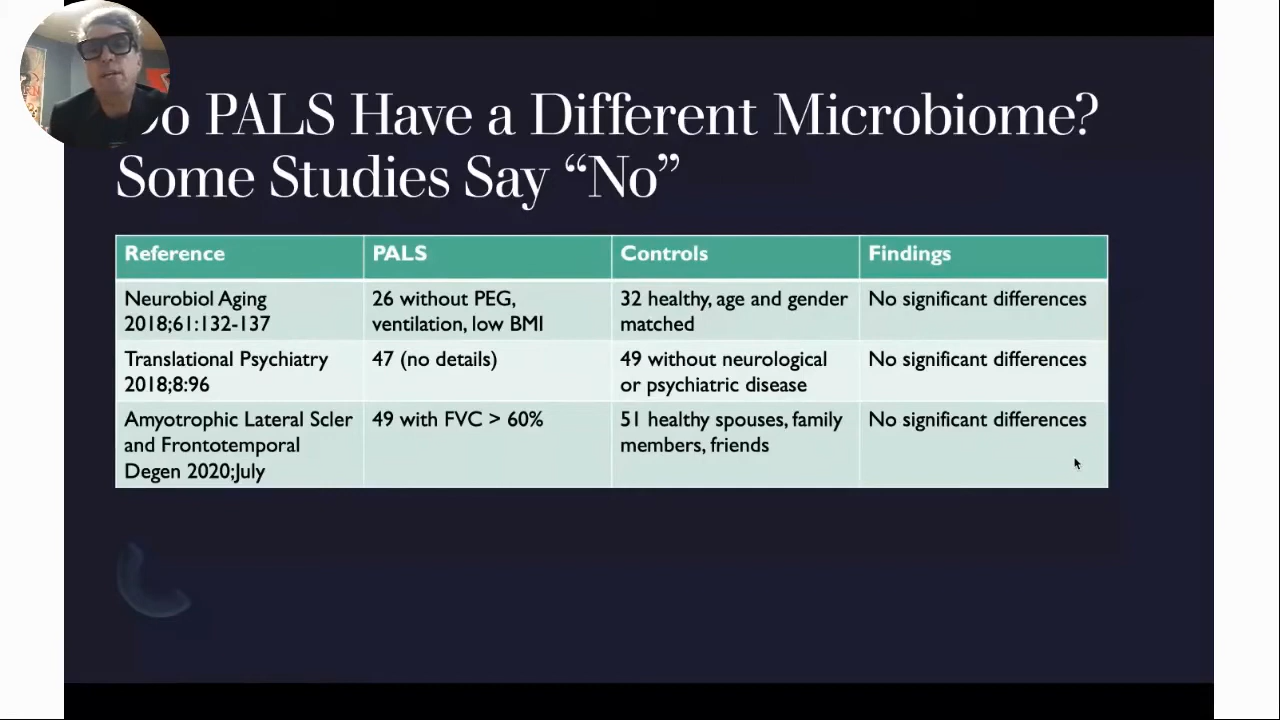 Do PALS Have a Different Microbiome?
Some Studies Say “No”
Reference
PALS
Controls
Findings
Neurobiol Aging
2018;61:132-137
26 without PEG,
ventilation, low BMI
32 healthy, age and gender
matched
No significant differences
Translational Psychiatry
2018;8:96
47 (no details)
49 without neurological
or psychiatric disease
No significant differences
Amyotrophic Lateral Scler
and Frontotemporal
Degen 2020;July
49 with FVC > 60%
51 healthy spouses, family
members, friends
No significant differences